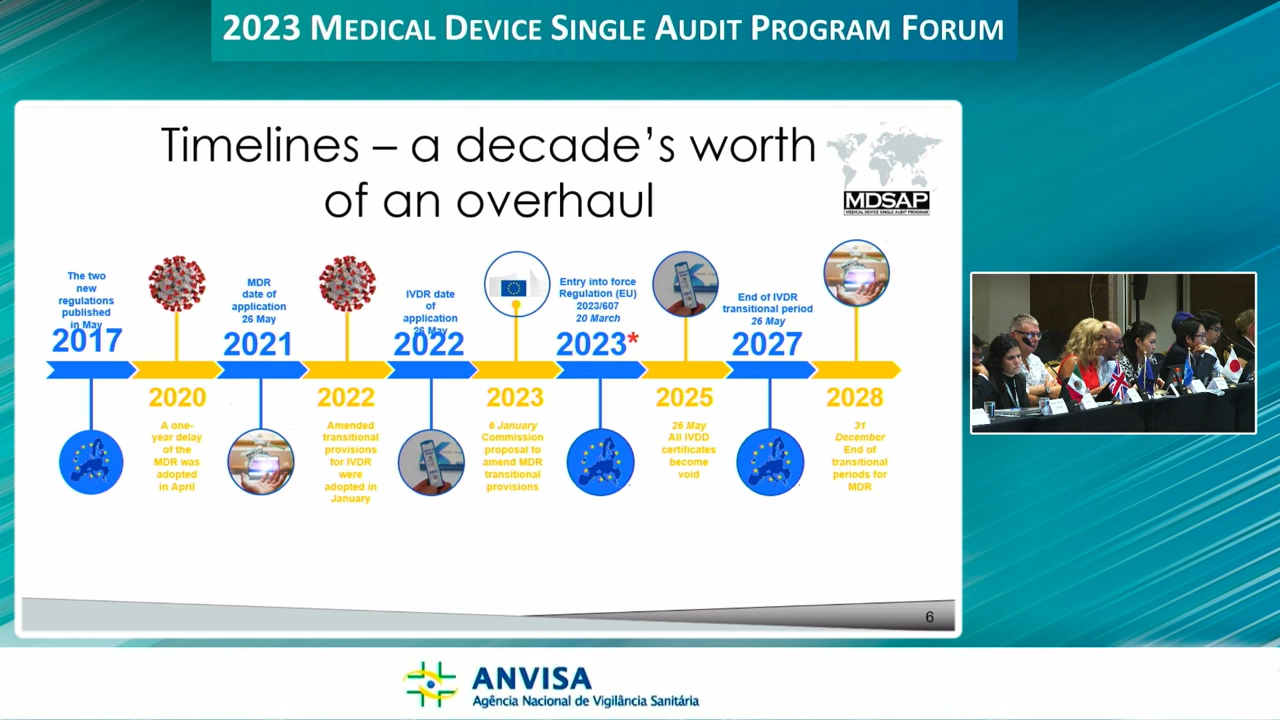 2023 MEDICAL DEVICE SINGLE AUDIT PROGRAM FORUM
Timelines – a decade’s worth
of an overhaul
MDSAP
MEDICAL DEVICE SINGLE AUDIT PROGRAM
The two
new
regulations
published
in May
2017
2020
A one-
year delay
of the
MDR was
adopted
in April
MDR
date of
application
26 May
2021
2022
Amended
transitional
provisions
for IVDR
were
adopted in
January
IVDR date
of
application
26 May
2022
2023
6 January
Commission
proposal to
amend MDR
transitional
provisions
Entry into force
Regulation (EU)
2023/607
20 March
2023*
2025
26 May
All IVDD
certificates
become
void
End of IVDR
transitional period
26 May
2027
2028
31
December
End of
transitional
periods for
MDR
6
ANVISA
Agência Nacional de Vigilância Sanitária